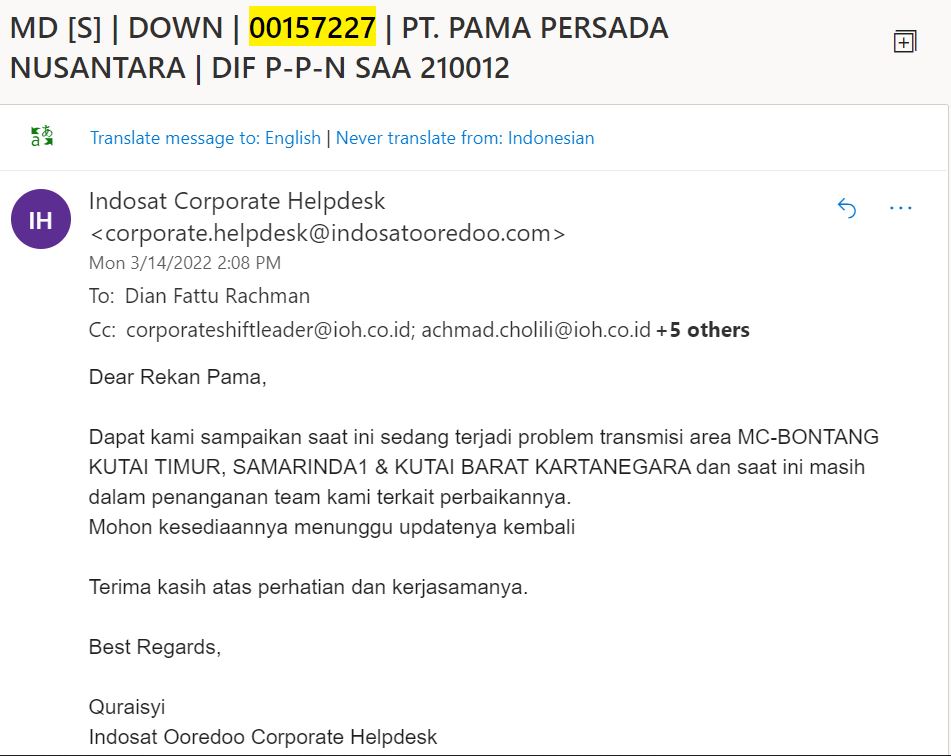 MD [S] | DOWN | 00157227 | PT. PAMA PERSADA
NUSANTARA | DIF P-P-N SAA 210012
Translate message to: English | Never translate from: Indonesian
IH
Indosat Corporate Helpdesk
<corporate.helpdesk@indosatooredoo.com>
Mon 3/14/2022 2:08 PM
To: Dian Fattu Rachman
Cc: corporateshiftleader@ioh.co.id; achmad.cholili@ioh.co.id +5 others
Dear Rekan Pama,
Dapat kami sampaikan saat ini sedang terjadi problem transmisi area MC-BONTANG
KUTAI TIMUR, SAMARINDA1 & KUTAI BARAT KARTANEGARA dan saat ini masih
dalam penanganan team kami terkait perbaikannya.
Mohon kesediaannya menunggu updatenya kembali
Terima kasih atas perhatian dan kerjasamanya.
Best Regards,
Quraisyi
Indosat Ooredoo Corporate Helpdesk